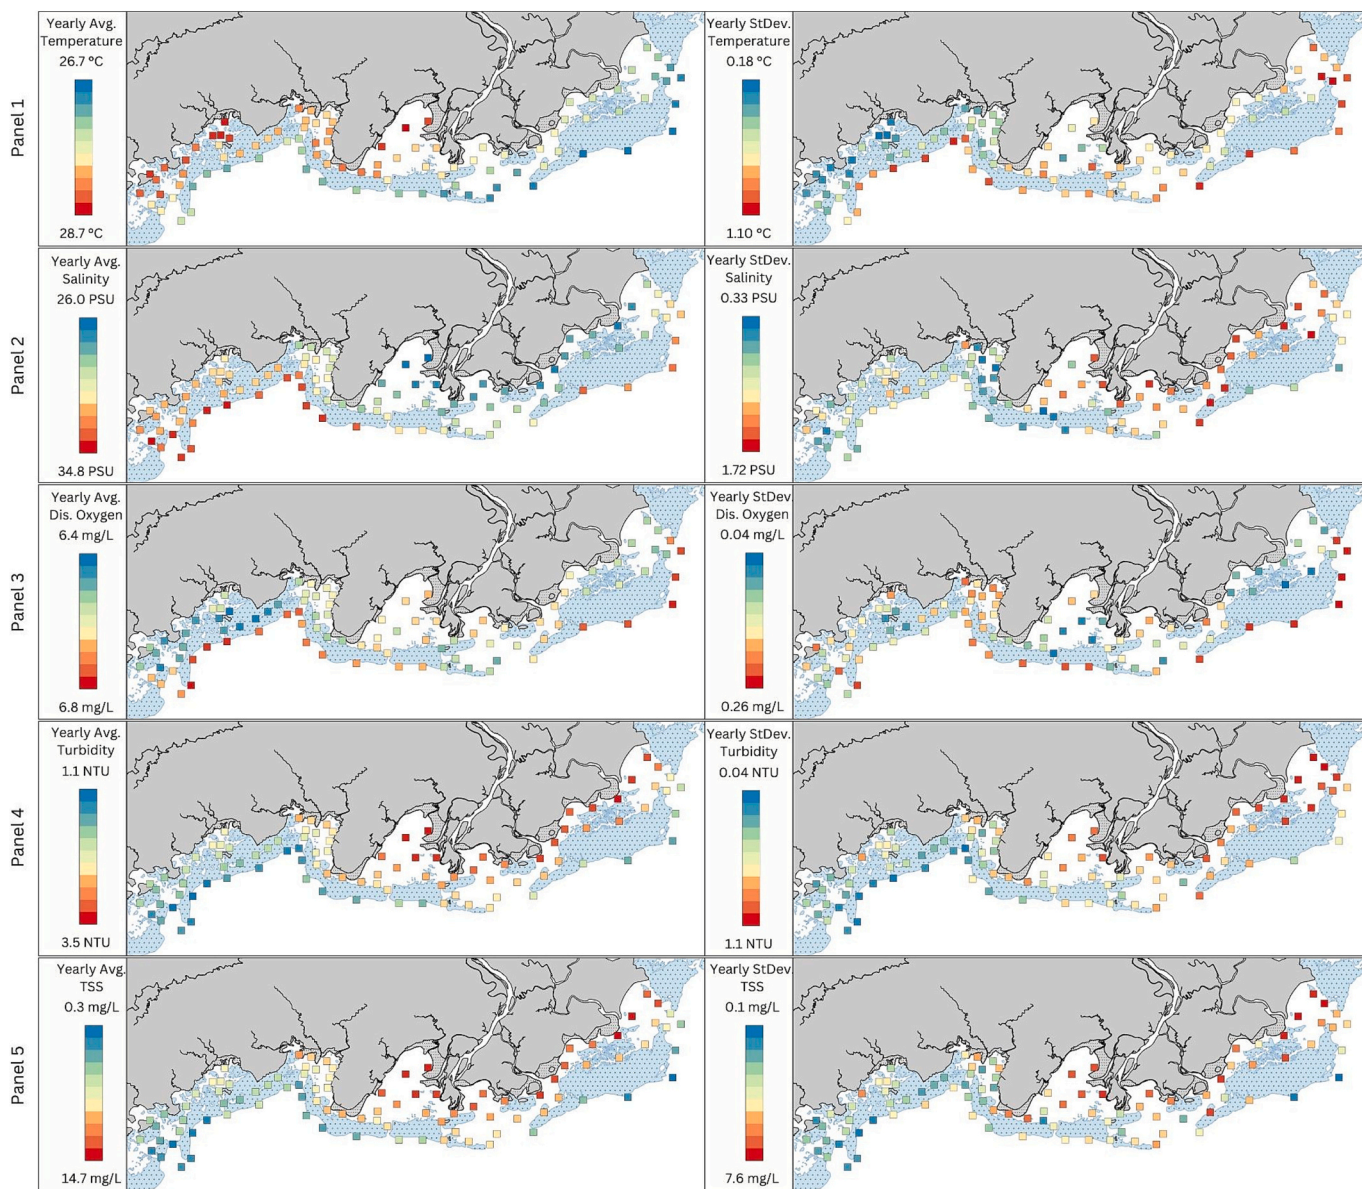 Panel 1
Yearly Avg.
Temperature
26.7 °C
28.7 °C
Yearly StDev.
Temperature
0.18 °C
1.10 °C
Panel 2
Yearly Avg.
Salinity
26.0 PSU
34.8 PSU
Yearly StDev.
Salinity
0.33 PSU
1.72 PSU
Panel 3
Yearly Avg.
Dis. Oxygen
6.4 mg/L
6.8 mg/L
Yearly StDev.
Dis. Oxygen
0.04 mg/L
0.26 mg/L
Panel 4
Yearly Avg.
Turbidity
1.1 NTU
3.5 NTU
Yearly StDev.
Turbidity
0.04 NTU
1.1 NTU
Panel 5
Yearly Avg.
TSS
0.3 mg/L
14.7 mg/L
Yearly StDev.
TSS
0.1 mg/L
7.6 mg/L